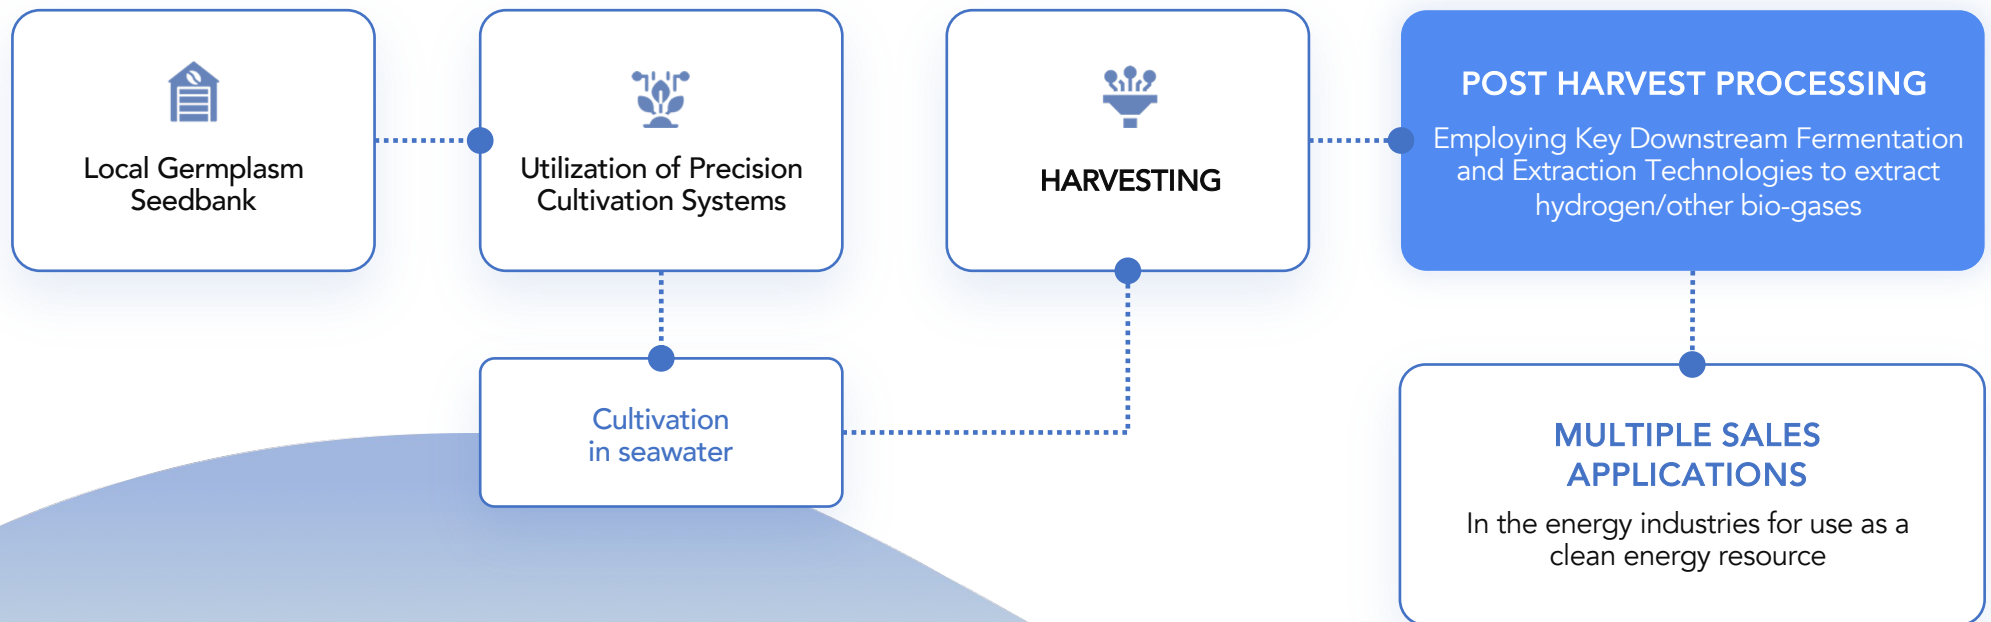 Local Germplasm
Seedbank
Utilization of Precision
Cultivation Systems
Cultivation
in seawater
HARVESTING
POST HARVEST PROCESSING
Employing Key Downstream Fermentation
and Extraction Technologies to extract
hydrogen/other bio-gases
MULTIPLE SALES
APPLICATIONS
In the energy industries for use as a
clean energy resource